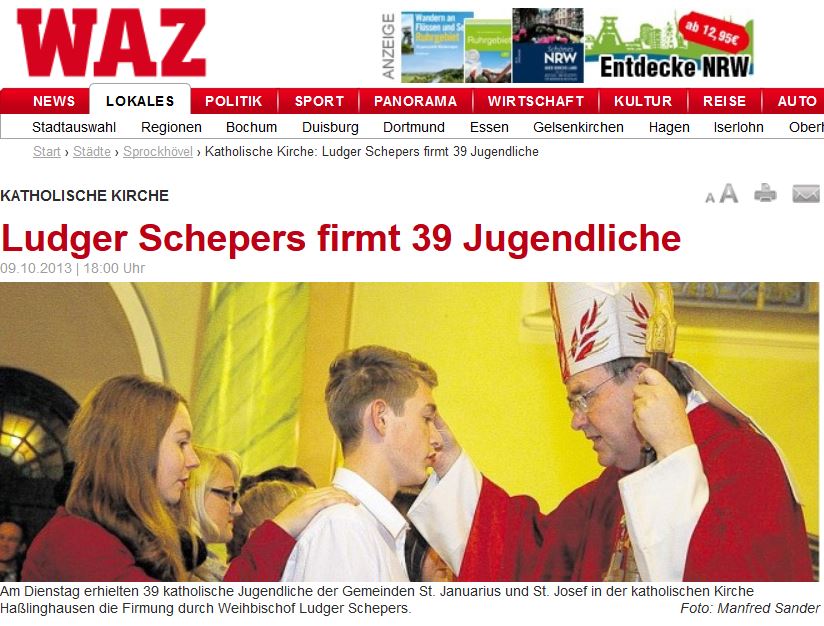 WAZ
ANZEIGE
Wandern an
Flüssen und Se
Ruhrgebiet
Ruhrgebiet
Schönes
NRW
ab 12,95€
Entdecke NRW
NEWS LOKALES POLITIK SPORT PANORAMA WIRTSCHAFT KULTUR REISE AUTO
Stadtauswahl Regionen Bochum Duisburg Dortmund Essen Gelsenkirchen Hagen Iserlohn Oberh
Start › Städte › Sprockhövel › Katholische Kirche: Ludger Schepers firmt 39 Jugendliche
KATHOLISCHE KIRCHE
A A
Ludger Schepers firmt 39 Jugendliche
09.10.2013 | 18:00 Uhr
Am Dienstag erhielten 39 katholische Jugendliche der Gemeinden St. Januarius und St. Josef in der katholischen Kirche
Haßlinghausen die Firmung durch Weihbischof Ludger Schepers. Foto: Manfred Sander